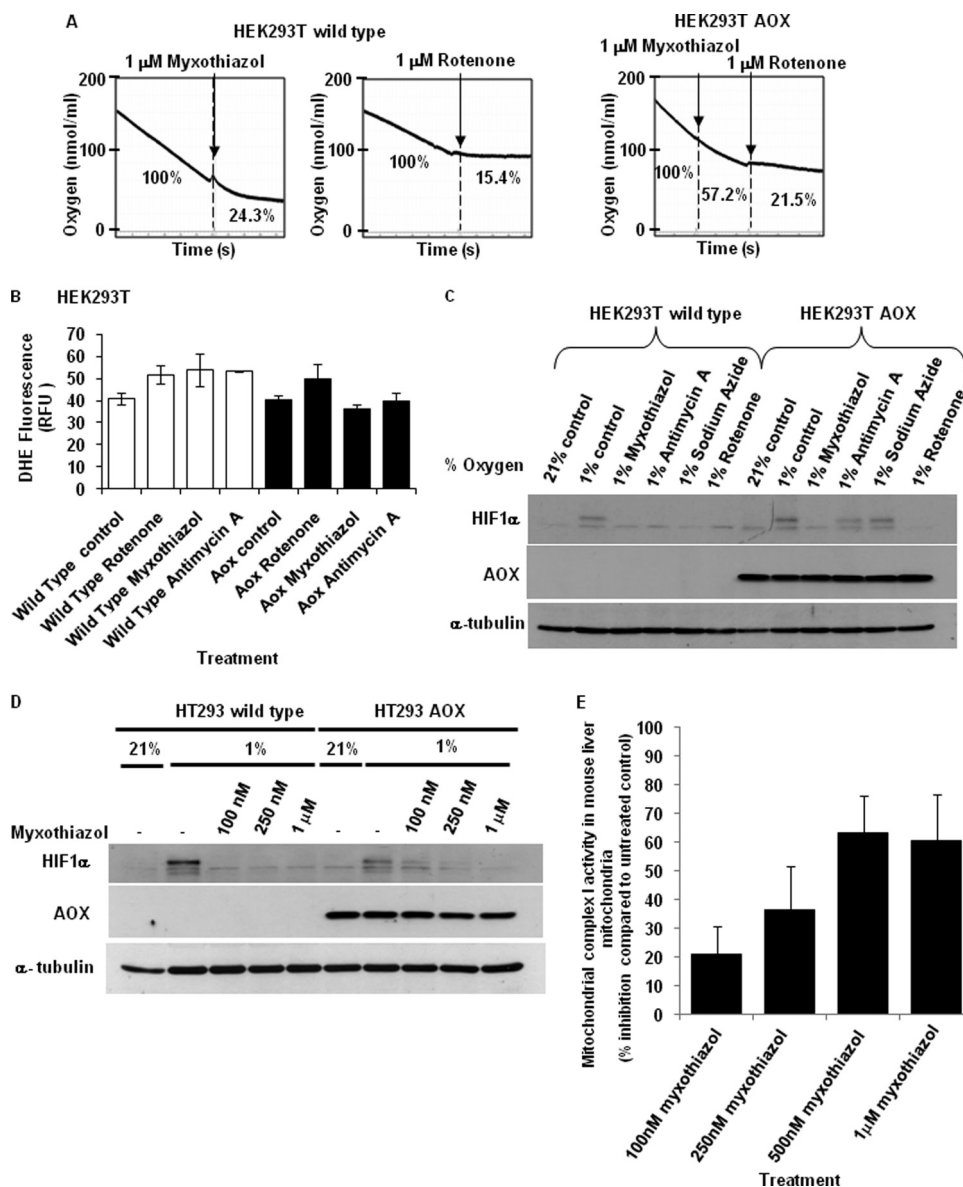 A
HEK293T wild type
HEK293T AOX
1 µM Myxothiazol
1 µM Rotenone
1 µM Myxothiazol
1 µM Rotenone
Oxygen (nmol/ml)
200
100
0
100%
24.3%
Time (s)
Oxygen (nmol/ml)
200
100
0
100%
15.4%
Time (s)
Oxygen (nmol/ml)
200
100
0
100%
57.2%
21.5%
Time (s)
B
HEK293T
DHE Fluorescence
(RFU )
70
60
50
40
30
20
10
0
Wild Type control
Wild Type Rotenone
Wild Type Myxothiazol
Wild Type Antimycin A
Aox control
Aox Rotenone
Aox Myxothiazol
Aox Antimycin A
Treatment
C
HEK293T wild type
HEK293T AOX
% Oxygen
21% control
1% control
1% Myxothiazol
1% Antimycin A
1% Sodium Azide
1% Rotenone
21% control
1% control
1% Myxothiazol
1% Antimycin A
1% Sodium Azide
1% Rotenone
HIF1α
AOX
α-tubulin
D
HT293 wild type
HT293 AOX
21%
1%
21%
1%
Myxothiazol
-
-
100 nM
250 nM
1 µM
-
-
100 nM
250 nM
1 µM
HIF1α
AOX
α- tubulin
E
Mitochondrial complex I activity in mouse liver
mitochondria
(% inhibition compared to untreated control)
100
90
80
70
60
50
40
30
20
10
0
100nM myxothiazol
250nM myxothiazol
500nM myxothiazol
1µM myxothiazol
Treatment